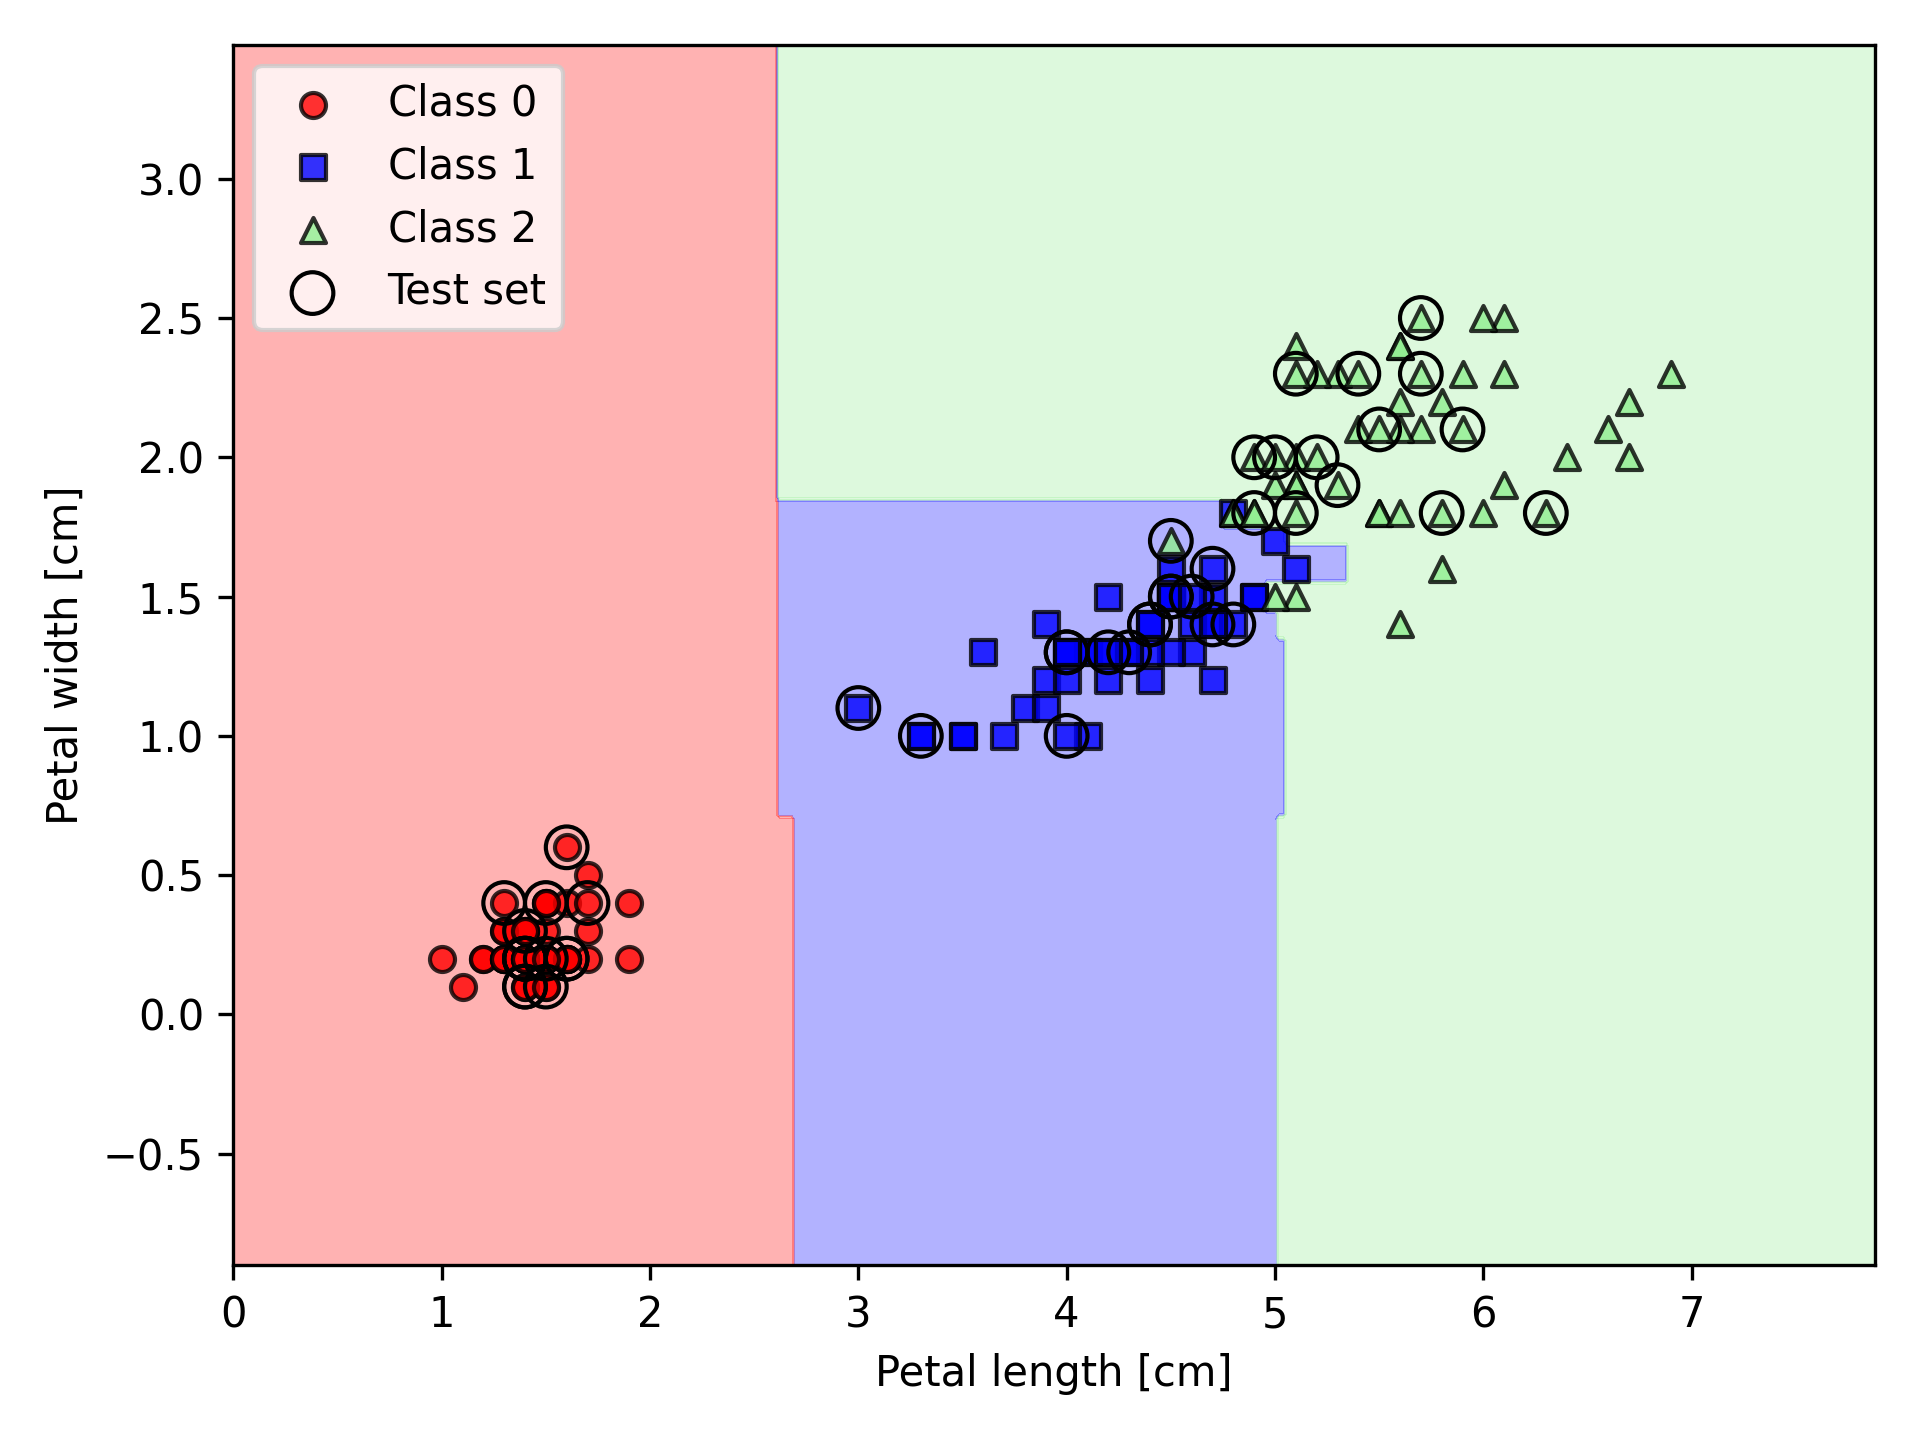 Class 0
Class 1
Class 2
Test set
3.0
2.5
2.0
1.5
1.0
0.5
0.0
−0.5
Petal width [cm]
0 1 2 3 4 5 6 7
Petal length [cm]